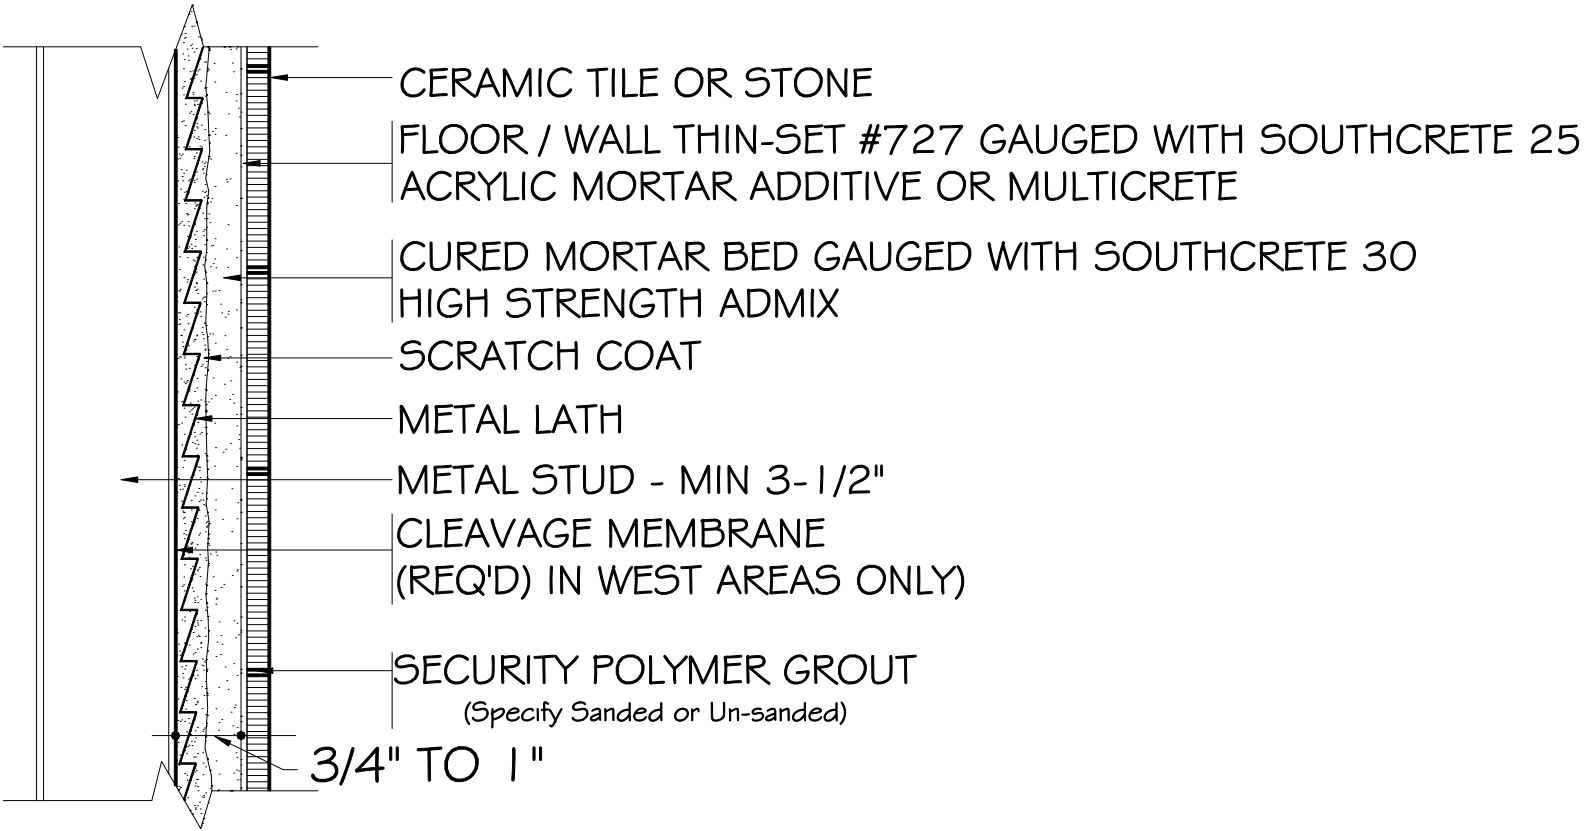 CERAMIC TILE OR STONE
FLOOR / WALL THIN-SET #727 GAUGED WITH SOUTHCRETE 25
ACRYLIC MORTAR ADDITIVE OR MULTICRETE
CURED MORTAR BED GAUGED WITH SOUTHCRETE 30
HIGH STRENGTH ADMIX
SCRATCH COAT
METAL LATH
METAL STUD - MIN 3-1/2"
CLEAVAGE MEMBRANE
(REQ'D) IN WEST AREAS ONLY)
SECURITY POLYMER GROUT
(Specify Sanded or Un-sanded)
3/4" TO 1"